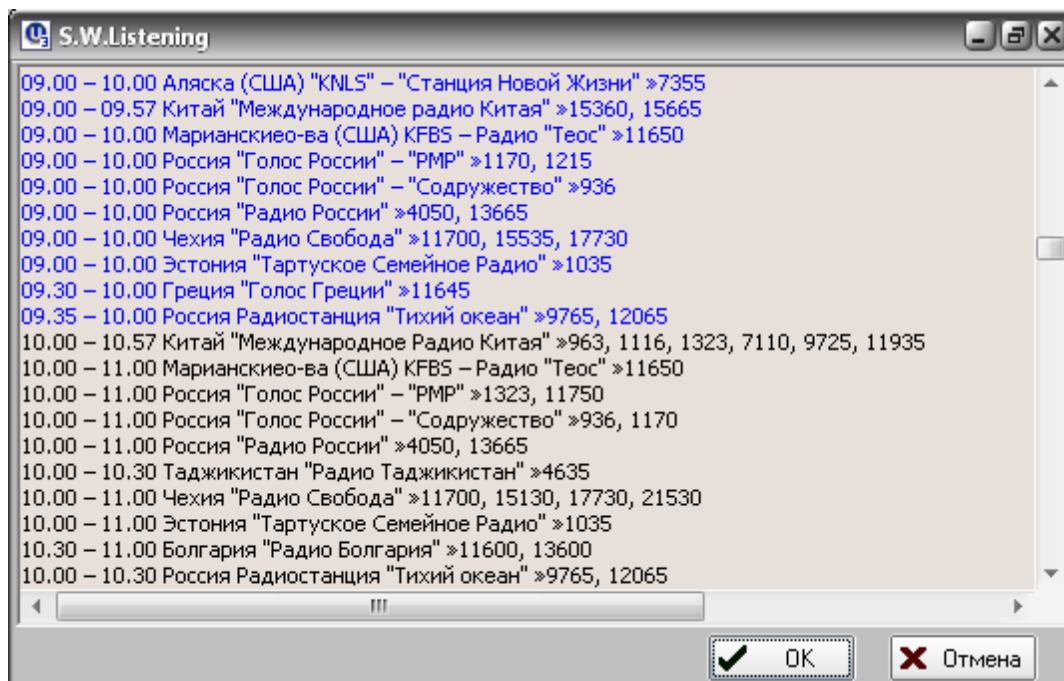 S.W.Listening
09.00 – 10.00 Аляска (США) "KNLS" – "Станция Новой Жизни" »7355
09.00 – 09.57 Китай "Международное радио Китая" »15360, 15665
09.00 – 10.00 Марианскиео-ва (США) KFBS – Радио "Теос" »11650
09.00 – 10.00 Россия "Голос России" – "РМР" »1170, 1215
09.00 – 10.00 Россия "Голос России" – "Содружество" »936
09.00 – 10.00 Россия "Радио России" »4050, 13665
09.00 – 10.00 Чехия "Радио Свобода" »11700, 15535, 17730
09.00 – 10.00 Эстония "Тартуское Семейное Радио" »1035
09.30 – 10.00 Греция "Голос Греции" »11645
09.35 – 10.00 Россия Радиостанция "Тихий океан" »9765, 12065
10.00 – 10.57 Китай "Международное Радио Китая" »963, 1116, 1323, 7110, 9725, 11935
10.00 – 11.00 Марианскиео-ва (США) KFBS – Радио "Теос" »11650
10.00 – 11.00 Россия "Голос России" – "РМР" »1323, 11750
10.00 – 11.00 Россия "Голос России" – "Содружество" »936, 1170
10.00 – 11.00 Россия "Радио России" »4050, 13665
10.00 – 10.30 Таджикистан "Радио Таджикистан" »4635
10.00 – 11.00 Чехия "Радио Свобода" »11700, 15130, 17730, 21530
10.00 – 11.00 Эстония "Тартуское Семейное Радио" »1035
10.30 – 11.00 Болгария "Радио Болгария" »11600, 13600
10.00 – 10.30 Россия Радиостанция "Тихий океан" »9765, 12065
OK
Отмена